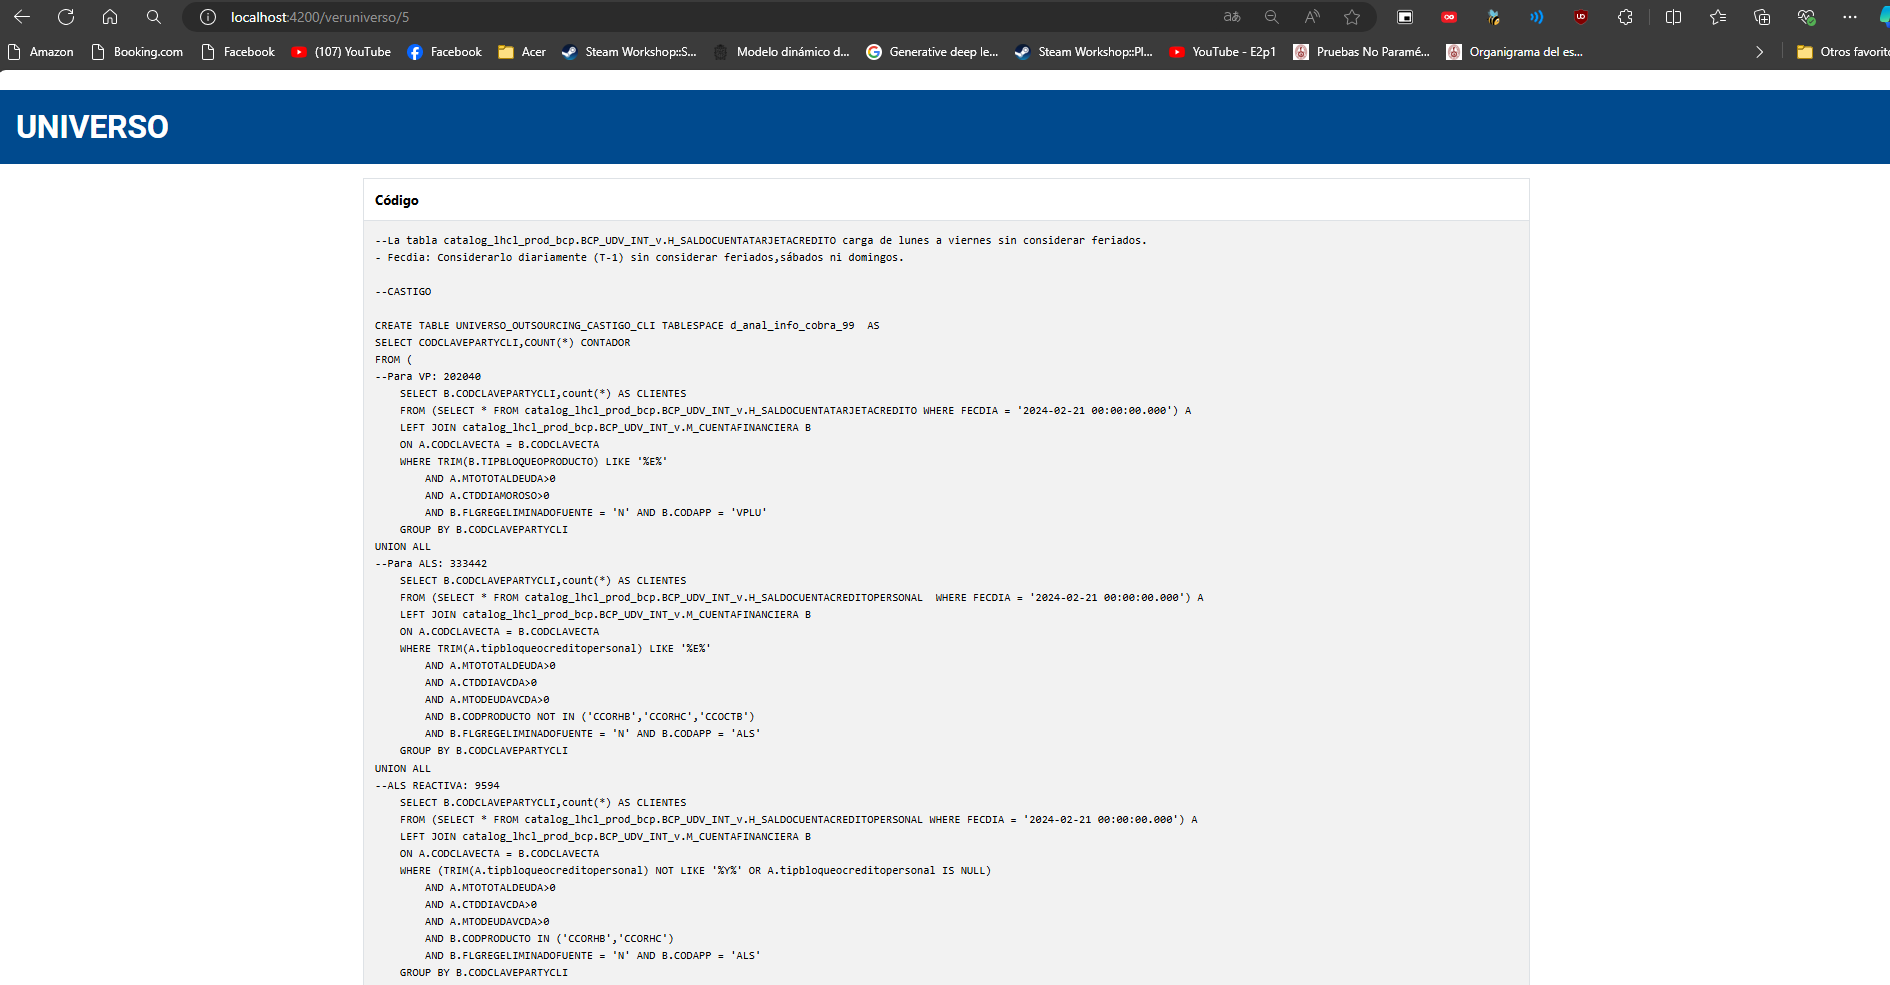 localhost:4200/veruniverso/5
Amazon
Booking.com
Facebook
(107) YouTube
Facebook
Acer
Steam Workshop::S...
Modelo dinámico d...
Generative deep le...
Steam Workshop::Pl...
YouTube - E2p1
Pruebas No Paramé...
Organigrama del es...
Otros favorito
UNIVERSO
Código
--La tabla catalog_lhcl_prod_bcp.BCP_UDV_INT_v.H_SALDOCUENTATARJETACREDITO carga de lunes a viernes sin considerar feriados.
- Fecdia: Considerarlo diariamente (T-1) sin considerar feriados,sábados ni domingos.
--CASTIGO
CREATE TABLE UNIVERSO_OUTSOURCING_CASTIGO_CLI TABLESPACE d_anal_info_cobra_99  AS
SELECT CODCLAVEPARTYCLI,COUNT(*) CONTADOR
FROM (
--Para VP: 202040
SELECT B.CODCLAVEPARTYCLI,count(*) AS CLIENTES
FROM (SELECT * FROM catalog_lhcl_prod_bcp.BCP_UDV_INT_v.H_SALDOCUENTATARJETACREDITO WHERE FECDIA = '2024-02-21 00:00:00.000') A
LEFT JOIN catalog_lhcl_prod_bcp.BCP_UDV_INT_v.M_CUENTAFINANCIERA B
ON A.CODCLAVECTA = B.CODCLAVECTA
WHERE TRIM(B.TIPBLOQUEOPRODUCTO) LIKE '%E%'
AND A.MTOTOTALDEUDA>0
AND A.CTDDIAMOROSO>0
AND B.FLGREGELIMINADOFUENTE = 'N' AND B.CODAPP = 'VPLU'
GROUP BY B.CODCLAVEPARTYCLI
UNION ALL
--Para ALS: 333442
SELECT B.CODCLAVEPARTYCLI,count(*) AS CLIENTES
FROM (SELECT * FROM catalog_lhcl_prod_bcp.BCP_UDV_INT_v.H_SALDOCUENTACREDITOPERSONAL  WHERE FECDIA = '2024-02-21 00:00:00.000') A
LEFT JOIN catalog_lhcl_prod_bcp.BCP_UDV_INT_v.M_CUENTAFINANCIERA B
ON A.CODCLAVECTA = B.CODCLAVECTA
WHERE TRIM(A.tipbloqueocreditopersonal) LIKE '%E%'
AND A.MTOTOTALDEUDA>0
AND A.CTDDIAVCDA>0
AND A.MTODEUDAVCDA>0
AND B.CODPRODUCTO NOT IN ('CCORHB','CCORHC','CCOCTB')
AND B.FLGREGELIMINADOFUENTE = 'N' AND B.CODAPP = 'ALS'
GROUP BY B.CODCLAVEPARTYCLI
UNION ALL
--ALS REACTIVA: 9594
SELECT B.CODCLAVEPARTYCLI,count(*) AS CLIENTES
FROM (SELECT * FROM catalog_lhcl_prod_bcp.BCP_UDV_INT_v.H_SALDOCUENTACREDITOPERSONAL WHERE FECDIA = '2024-02-21 00:00:00.000') A
LEFT JOIN catalog_lhcl_prod_bcp.BCP_UDV_INT_v.M_CUENTAFINANCIERA B
ON A.CODCLAVECTA = B.CODCLAVECTA
WHERE (TRIM(A.tipbloqueocreditopersonal) NOT LIKE '%Y%' OR A.tipbloqueocreditopersonal IS NULL)
AND A.MTOTOTALDEUDA>0
AND A.CTDDIAVCDA>0
AND A.MTODEUDAVCDA>0
AND B.CODPRODUCTO IN ('CCORHB','CCORHC')
AND B.FLGREGELIMINADOFUENTE = 'N' AND B.CODAPP = 'ALS'
GROUP BY B.CODCLAVEPARTYCLI